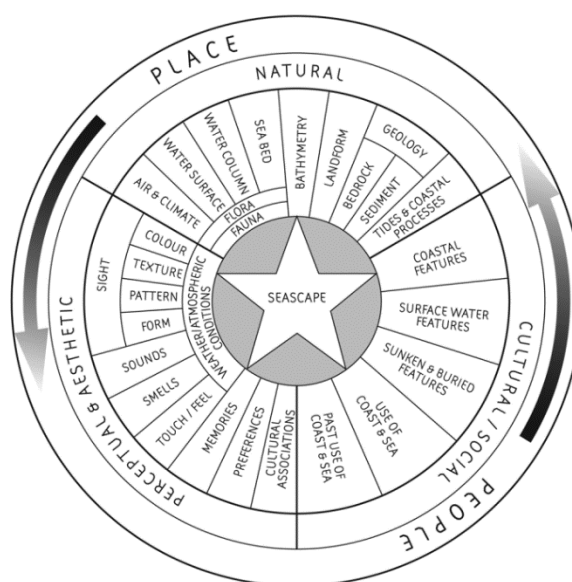 PLACE
NATURAL
AIR & CLIMATE
WATER SURFACE
WATER COLUMN
SEA BED
FLORA
FAUNA
BATHYMETRY
LANDFORM
GEOLOGY
BEDROCK
SEDIMENT
TIDES & COASTAL
PROCESSES
CULTURAL / SOCIAL
PEOPLE
COASTAL
FEATURES
SURFACE WATER
FEATURES
SUNKEN & BURIED
FEATURES
USE OF
COAST & SEA
PAST USE OF
COAST & SEA
PERCEPTUAL & AESTHETIC
CULTURAL
ASSOCIATIONS
PREFERENCES
MEMORIES
TOUCH / FEEL
SMELLS
SOUNDS
SIGHT
FORM
PATTERN
TEXTURE
COLOUR
WEATHER/ATMOSPHERIC
CONDITIONS
SEASCAPE